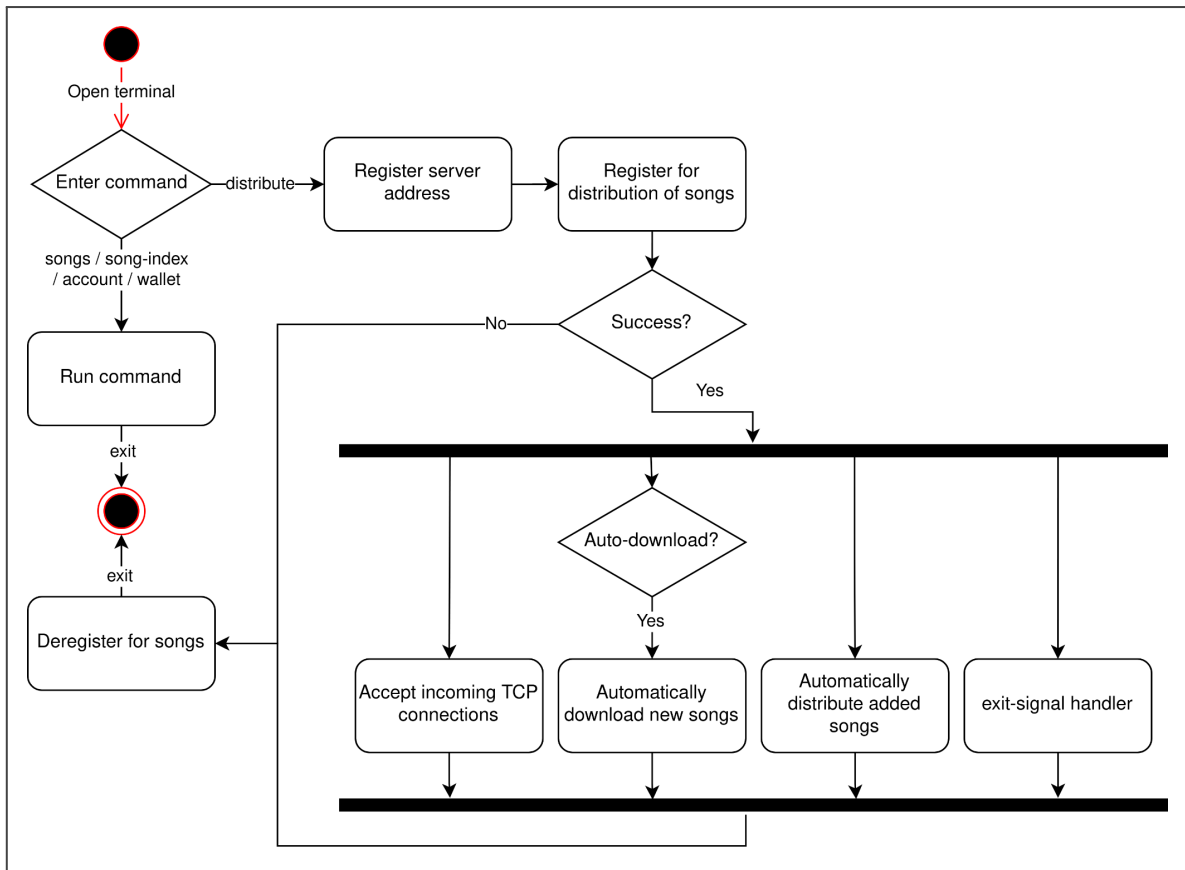 Open terminal
Enter command
distribute
Register server
address
Register for
distribution of songs
songs / song-index
/ account / wallet
No
Success?
Yes
Run command
exit
Auto-download?
exit
Yes
Deregister for songs
Accept incoming TCP
connections
Automatically
download new songs
Automatically
distribute added
songs
exit-signal handler